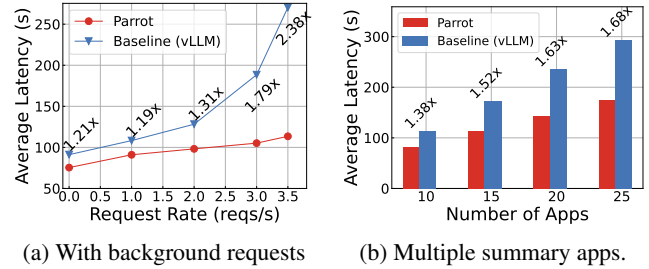 Average Latency (s)
250
200
150
100
50
Parrot
Baseline (vLLM)
1.21x
1.19x
1.31x
1.79x
2.38x
0.0 0.5 1.0 1.5 2.0 2.5 3.0 3.5
Request Rate (reqs/s)
(a) With background requests
Average Latency (s)
300
200
100
0
Parrot
Baseline (vLLM)
1.38x
1.52x
1.63x
1.68x
10 15 20 25
Number of Apps
(b) Multiple summary apps.